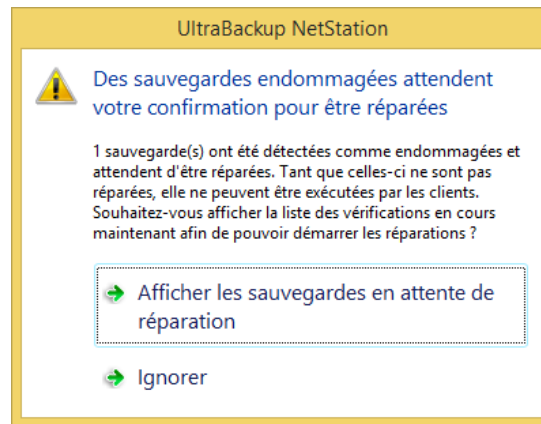 UltraBackup NetStation
Des sauvegardes endommagées attendent
votre confirmation pour être réparées
1 sauvegarde(s) ont été détectées comme endommagées et
attendent d'être réparées. Tant que celles-ci ne sont pas
réparées, elle ne peuvent être exécutées par les clients.
Souhaitez-vous afficher la liste des vérifications en cours
maintenant afin de pouvoir démarrer les réparations ?
Afficher les sauvegardes en attente de
réparation
Ignorer